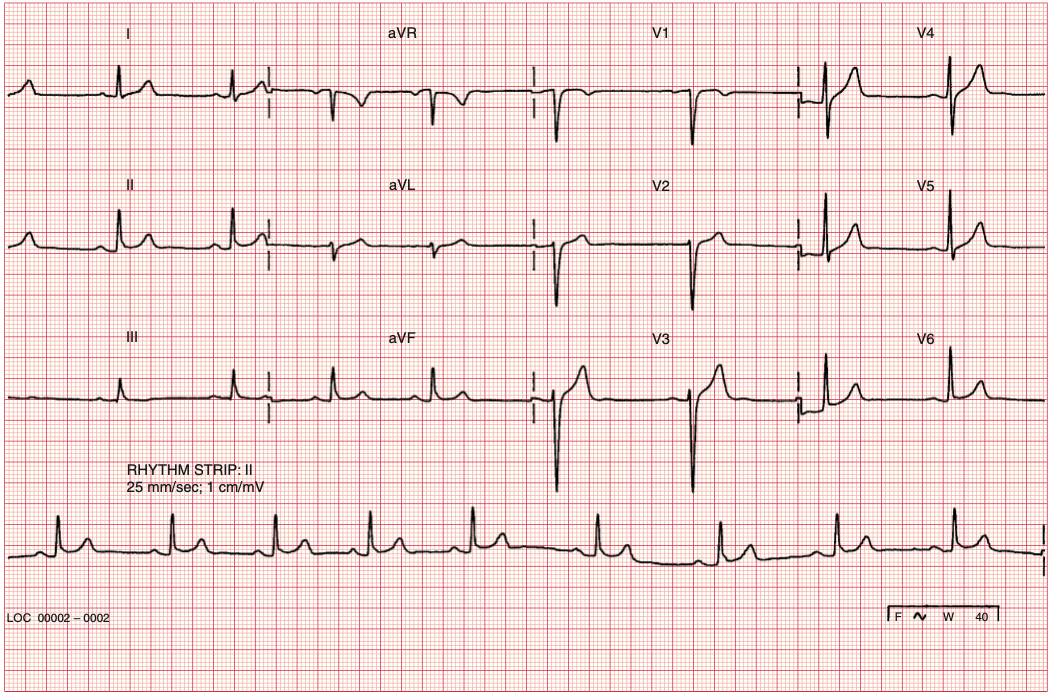 I aVR V1 V4
II aVL V2 V5
III aVF V3 V6
RHYTHM STRIP: II
25 mm/sec; 1 cm/mV
LOC 00002 – 0002
F ~ W 40